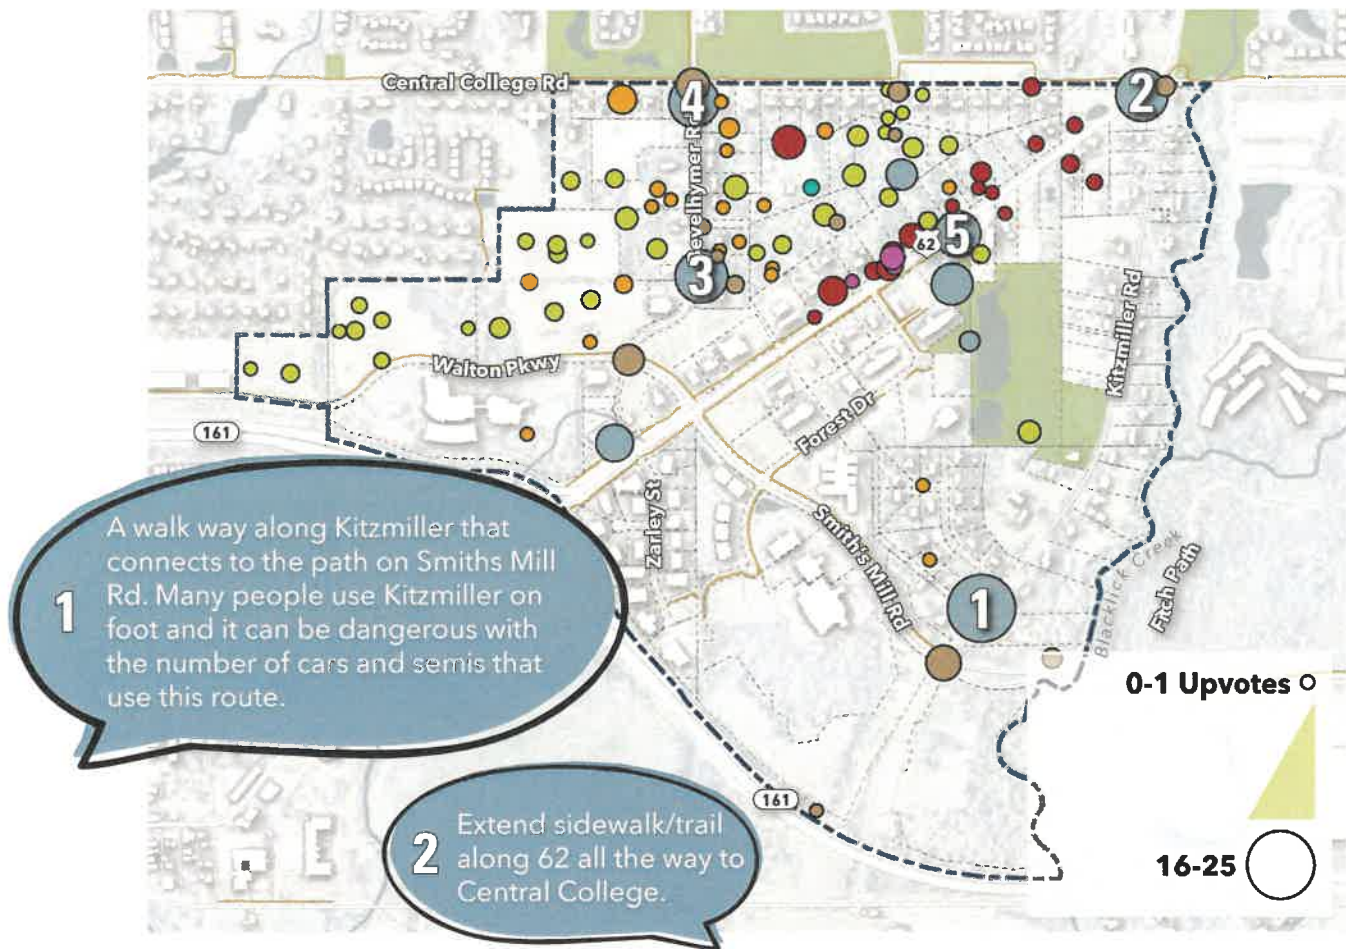 Central College Rd
4
2
Bevelhymer Rd
5
62
3
Kitzmiller Rd
Walton Pkwy
161
Forest Dr
Zarley St
Smith's Mill Rd
1
Blacklick Creek
Fitch Path
1
A walk way along Kitzmiller that
connects to the path on Smiths Mill
Rd. Many people use Kitzmiller on
foot and it can be dangerous with
the number of cars and semis that
use this route.
0-1 Upvotes
16-25
161
2
Extend sidewalk/trail
along 62 all the way to
Central College.